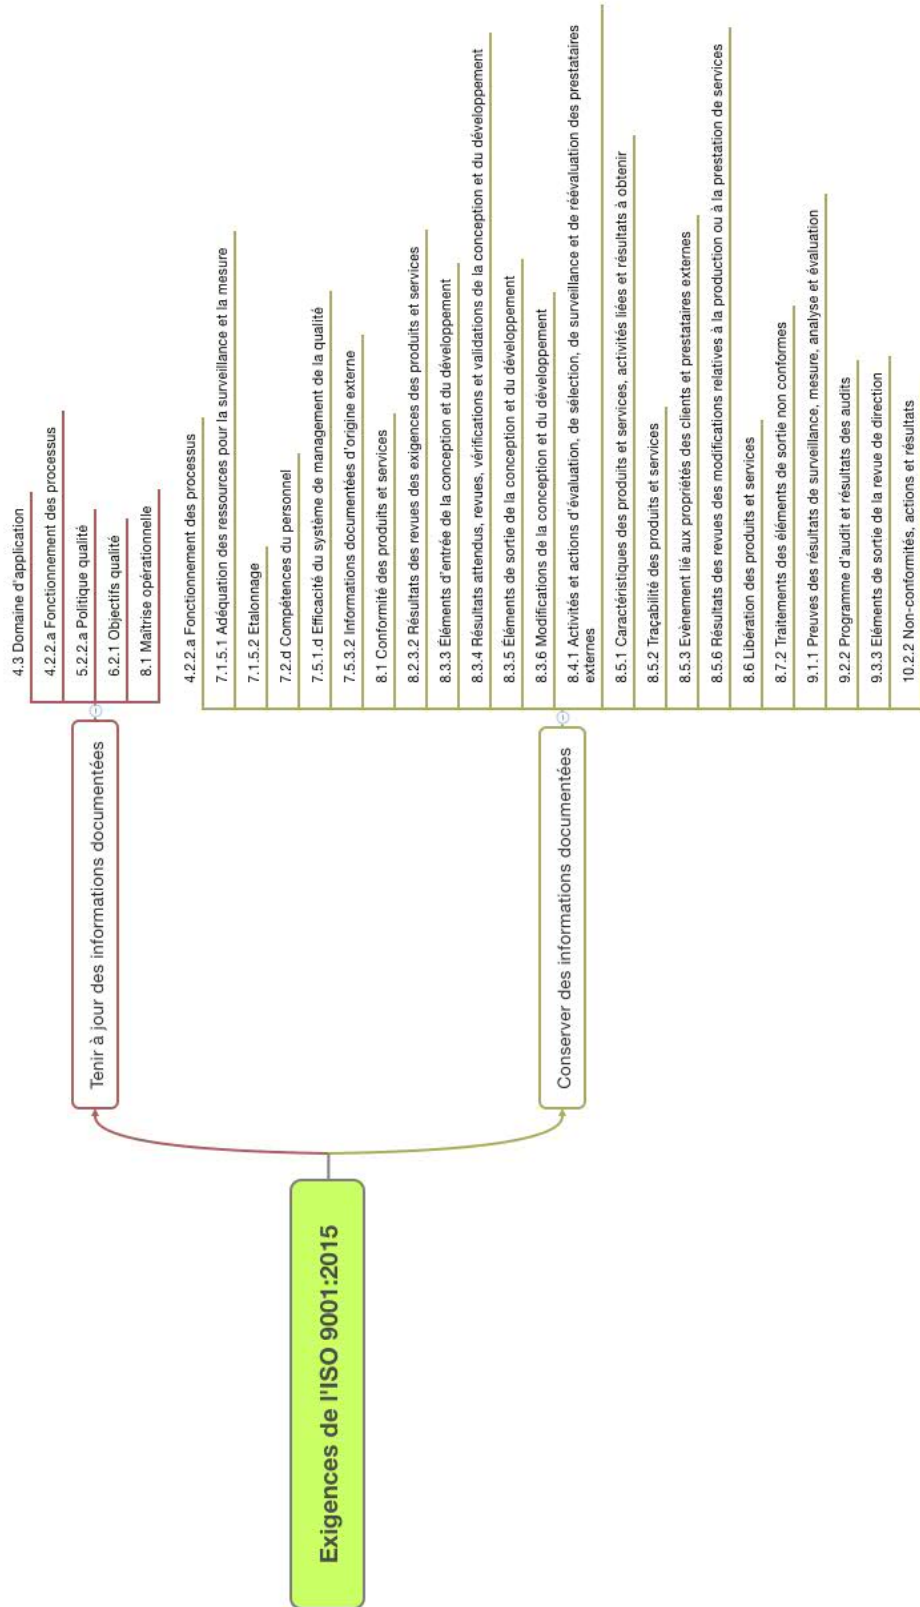 Exigences de l'ISO 9001:2015
Tenir à jour des informations documentées
4.3 Domaine d'application
4.2.2.a Fonctionnement des processus
5.2.2.a Politique qualité
6.2.1 Objectifs qualité
8.1 Maîtrise opérationnelle
Conserver des informations documentées
4.2.2.a Fonctionnement des processus
7.1.5.1 Adéquation des ressources pour la surveillance et la mesure
7.1.5.2 Etalonnage
7.2.d Compétences du personnel
7.5.1.d Efficacité du système de management de la qualité
7.5.3.2 Informations documentées d'origine externe
8.1 Conformité des produits et services
8.2.3.2 Résultats des revues des exigences des produits et services
8.3.3 Éléments d'entrée de la conception et du développement
8.3.4 Résultats attendus, revues, vérifications et validations de la conception et du développement
8.3.5 Éléments de sortie de la conception et du développement
8.3.6 Modifications de la conception et du développement
8.4.1 Activités et actions d'évaluation, de sélection, de surveillance et de réévaluation des prestataires
externes
8.5.1 Caractéristiques des produits et services, activités liées et résultats à obtenir
8.5.2 Traçabilité des produits et services
8.5.3 Evènement lié aux propriétés des clients et prestataires externes
8.5.6 Résultats des revues des modifications relatives à la production ou à la prestation de services
8.6 Libération des produits et services
8.7.2 Traitements des éléments de sortie non conformes
9.1.1 Preuves des résultats de surveillance, mesure, analyse et évaluation
9.2.2 Programme d'audit et résultats des audits
9.3.3 Eléments de sortie de la revue de direction
10.2.2 Non-conformités, actions et résultats